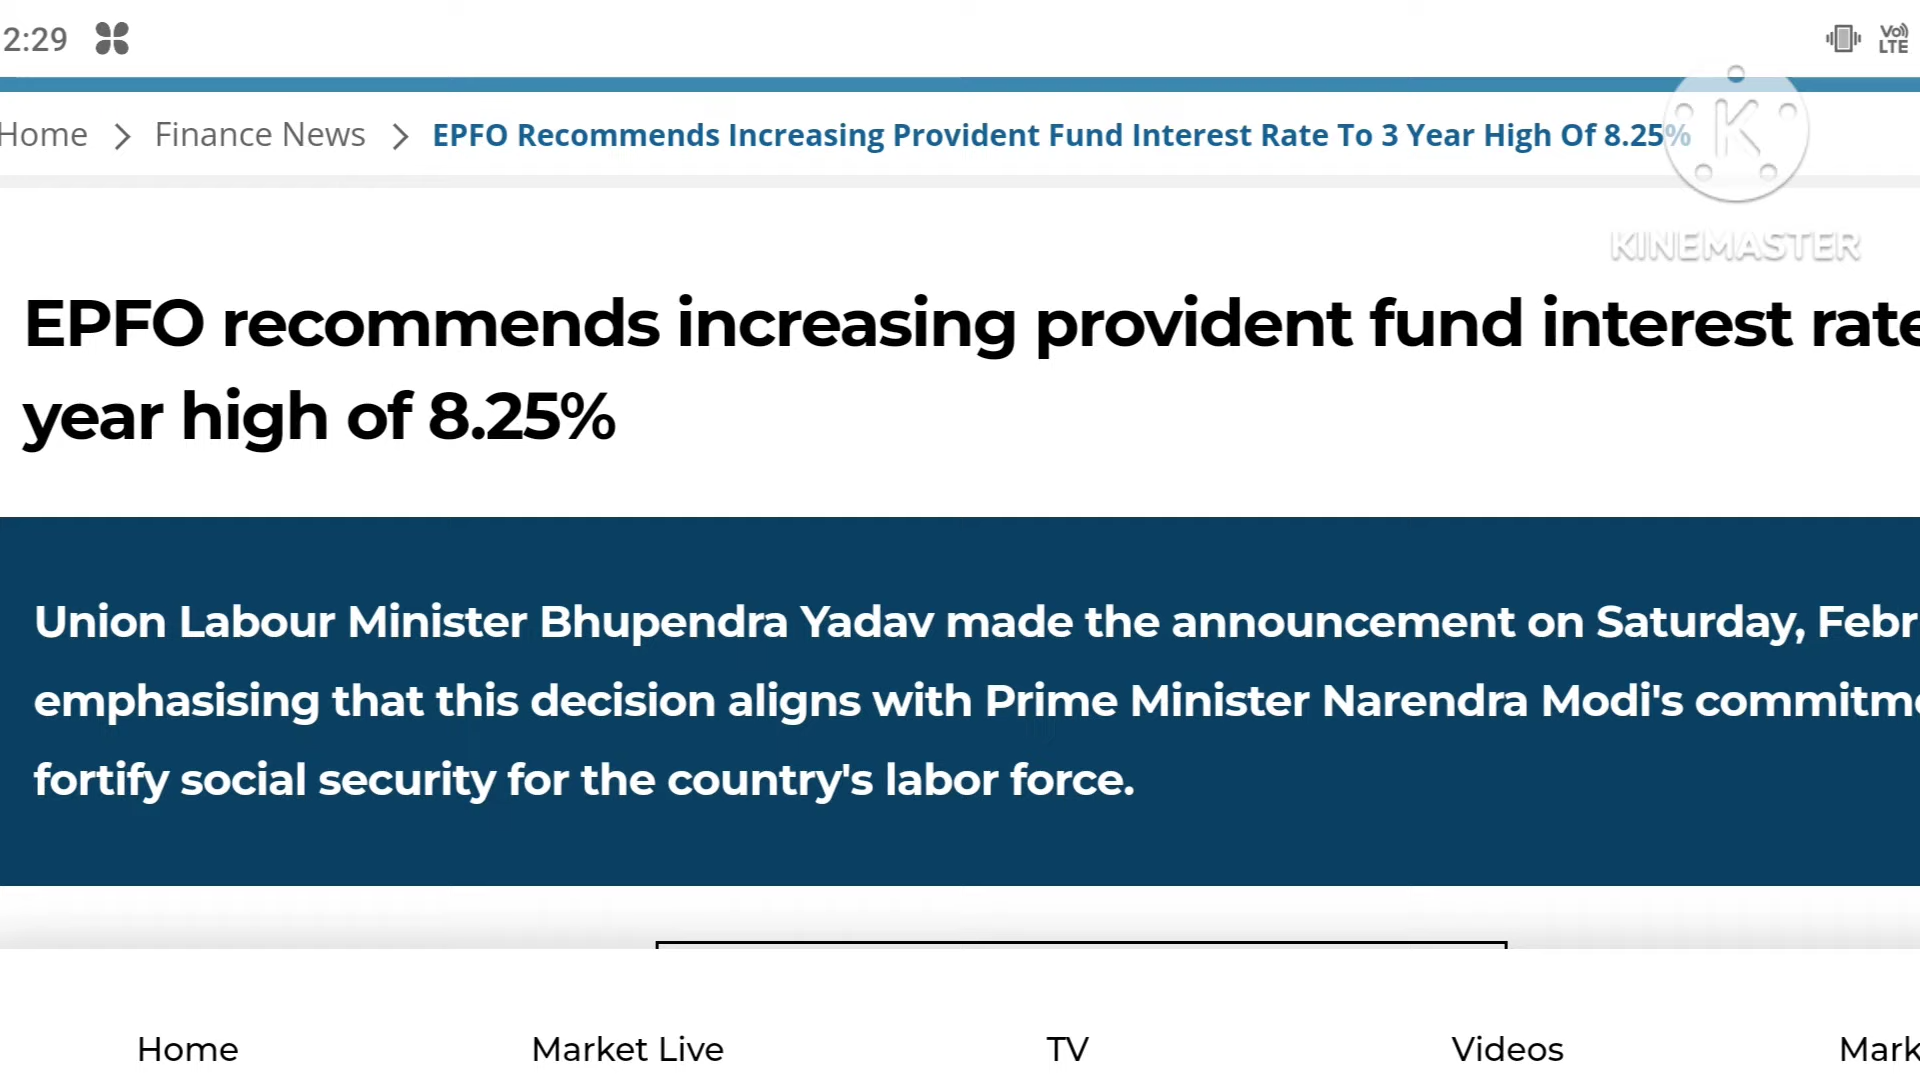 2:29
Vo) LTE
Home > Finance News > EPFO Recommends Increasing Provident Fund Interest Rate To 3 Year High Of 8.25%
K
KINEMASTER
EPFO recommends increasing provident fund interest rate
year high of 8.25%
Union Labour Minister Bhupendra Yadav made the announcement on Saturday, Febr
emphasising that this decision aligns with Prime Minister Narendra Modi's commitme
fortify social security for the country's labor force.
Home Market Live TV Videos Mark